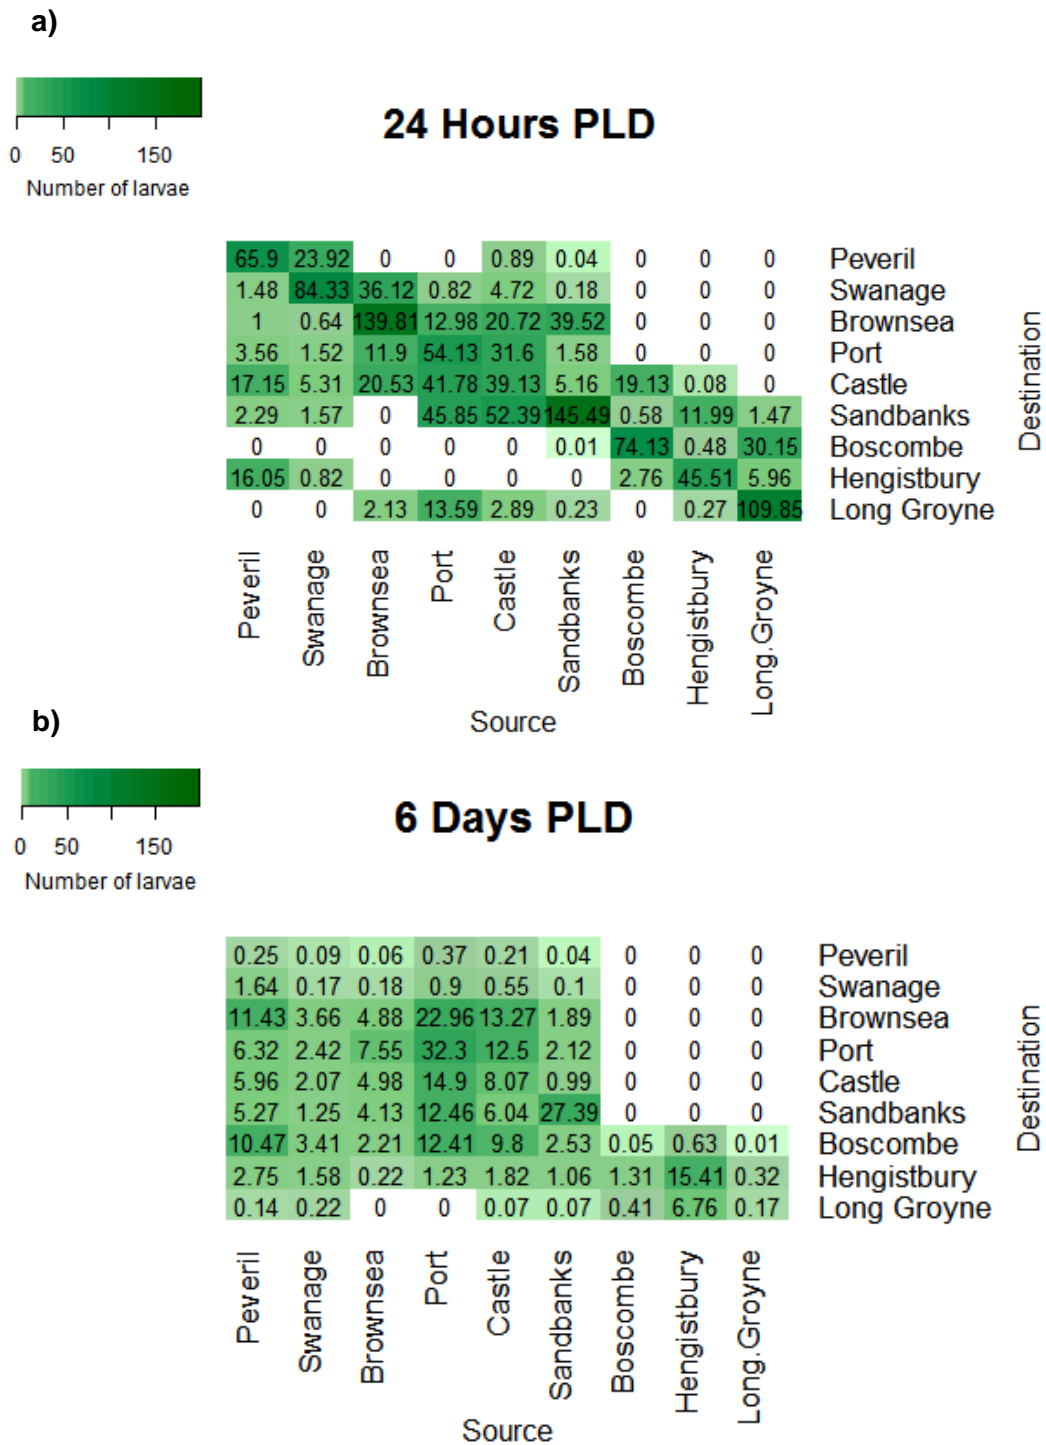 a)
0 50 150
Number of larvae
24 Hours PLD
65.9 23.92 0 0 0.89 0.04 0 0 0 Peveril
1.48 84.33 36.12 0.82 4.72 0.18 0 0 0 Swanage
1 0.64 139.81 12.98 20.72 39.52 0 0 0 Brownsea
3.56 1.52 11.9 54.13 31.6 1.58 0 0 0 Port
17.15 5.31 20.53 41.78 39.13 5.16 19.13 0.08 0 Castle
2.29 1.57 0 45.85 52.39 145.49 0.58 11.99 1.47 Sandbanks
0 0 0 0 0 0.01 74.13 0.48 30.15 Boscombe
16.05 0.82 0 0 0 0 2.76 45.51 5.96 Hengistbury
0 0 2.13 13.59 2.89 0.23 0 0.27 109.85 Long Groyne
Destination
Peveril Swanage Brownsea Port Castle Sandbanks Boscombe Hengistbury Long.Groyne
Source
b)
0 50 150
Number of larvae
6 Days PLD
0.25 0.09 0.06 0.37 0.21 0.04 0 0 0 Peveril
1.64 0.17 0.18 0.9 0.55 0.1 0 0 0 Swanage
11.43 3.66 4.88 22.96 13.27 1.89 0 0 0 Brownsea
6.32 2.42 7.55 32.3 12.5 2.12 0 0 0 Port
5.96 2.07 4.98 14.9 8.07 0.99 0 0 0 Castle
5.27 1.25 4.13 12.46 6.04 27.39 0 0 0 Sandbanks
10.47 3.41 2.21 12.41 9.8 2.53 0.05 0.63 0.01 Boscombe
2.75 1.58 0.22 1.23 1.82 1.06 1.31 15.41 0.32 Hengistbury
0.14 0.22 0 0 0.07 0.07 0.41 6.76 0.17 Long Groyne
Destination
Peveril Swanage Brownsea Port Castle Sandbanks Boscombe Hengistbury Long.Groyne
Source